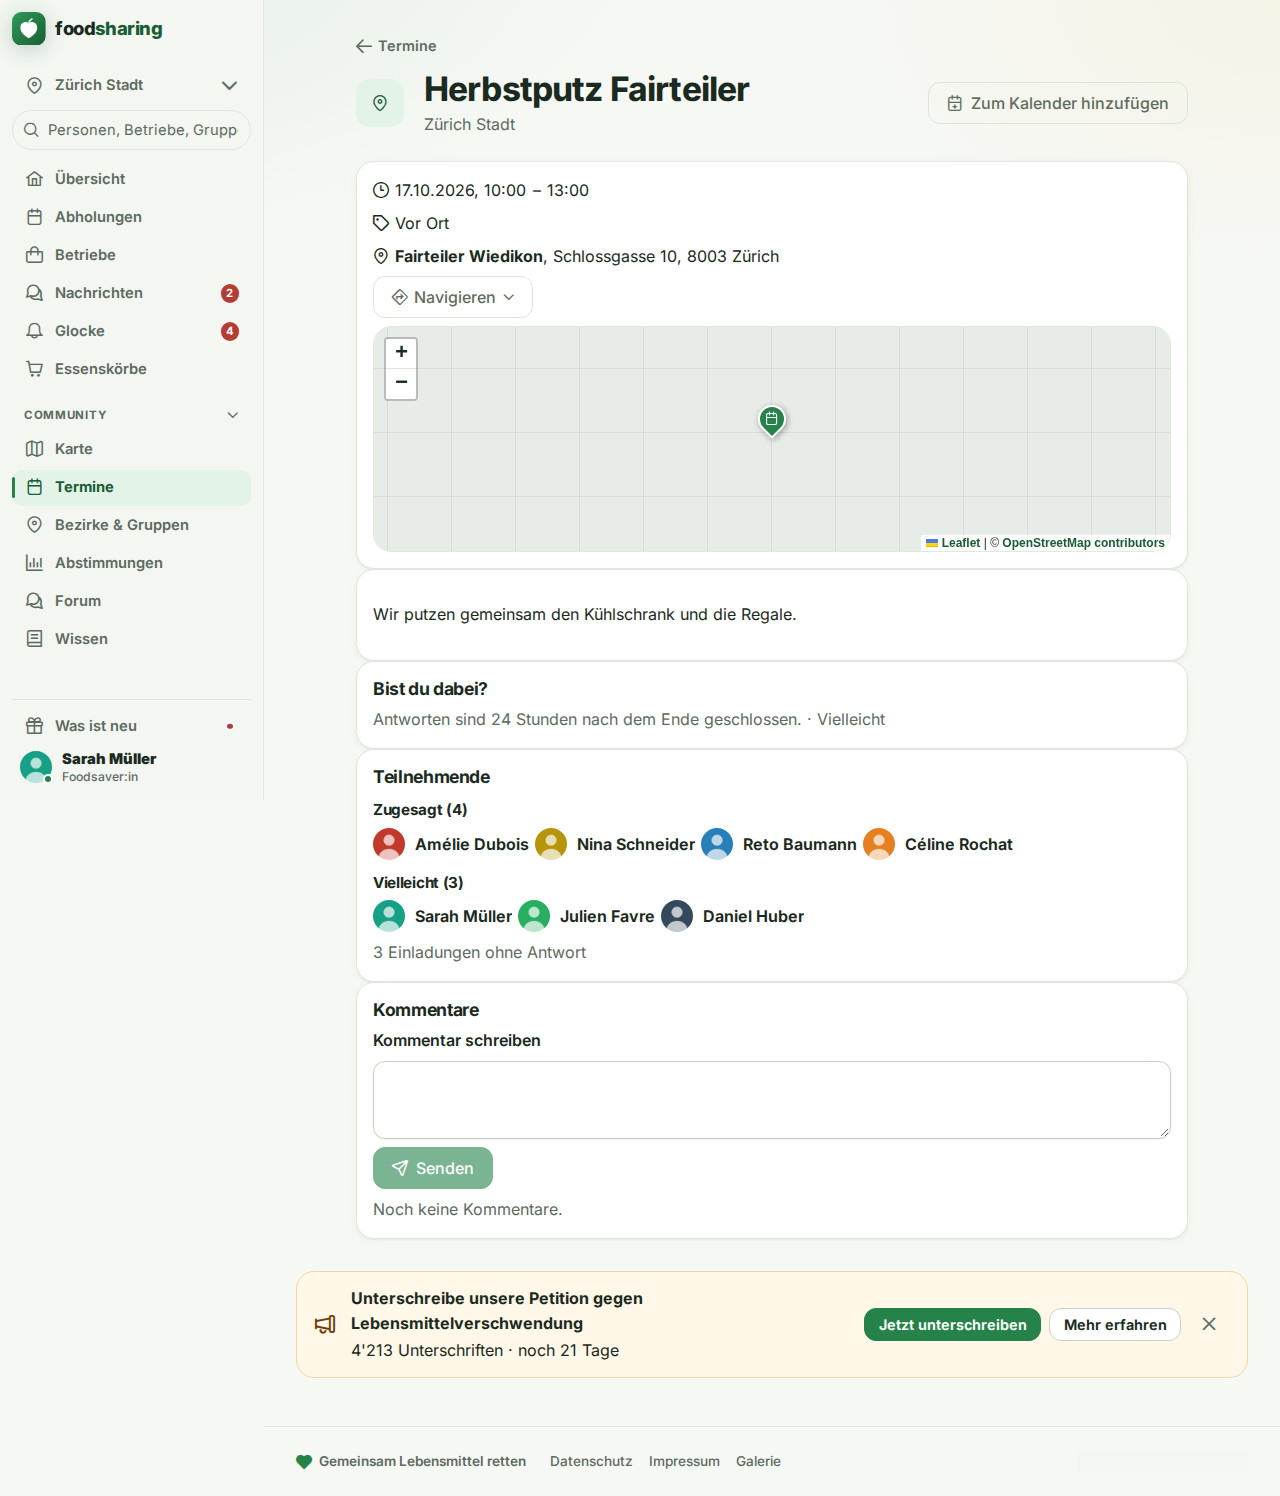 foodsharing
Zürich Stadt
Personen, Betriebe, Grupp
Übersicht
Abholungen
Betriebe
Nachrichten 2
Glocke 4
Essenskörbe
COMMUNITY
Karte
Termine
Bezirke & Gruppen
Abstimmungen
Forum
Wissen
Was ist neu
Sarah Müller
Foodsaver:in
Termine
Herbstputz Fairteiler
Zürich Stadt
Zum Kalender hinzufügen
17.10.2026, 10:00 – 13:00
Vor Ort
Fairteiler Wiedikon, Schlossgasse 10, 8003 Zürich
Navigieren
+
−
Leaflet | © OpenStreetMap contributors
Wir putzen gemeinsam den Kühlschrank und die Regale.
Bist du dabei?
Antworten sind 24 Stunden nach dem Ende geschlossen. · Vielleicht
Teilnehmende
Zugesagt (4)
Amélie Dubois Nina Schneider Reto Baumann Céline Rochat
Vielleicht (3)
Sarah Müller Julien Favre Daniel Huber
3 Einladungen ohne Antwort
Kommentare
Kommentar schreiben
Senden
Noch keine Kommentare.
Unterschreibe unsere Petition gegen
Lebensmittelverschwendung
4'213 Unterschriften · noch 21 Tage
Jetzt unterschreiben Mehr erfahren
Gemeinsam Lebensmittel retten Datenschutz Impressum Galerie